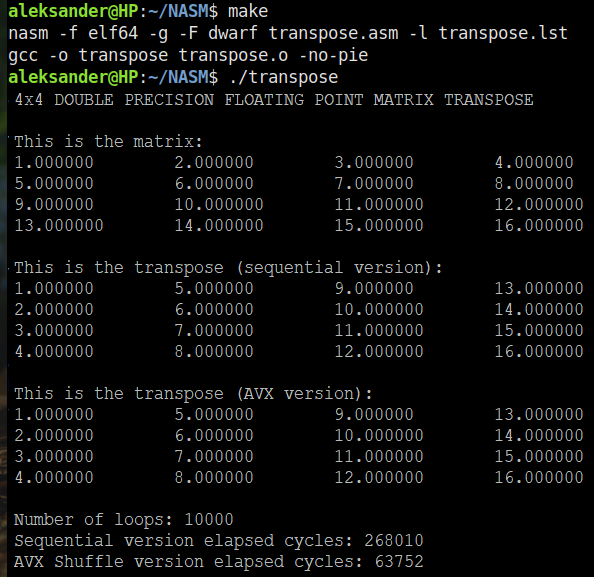 aleksander@HP:~/NASM$ make
nasm -f elf64 -g -F dwarf transpose.asm -l transpose.lst
gcc -o transpose transpose.o -no-pie
aleksander@HP:~/NASM$ ./transpose
4x4 DOUBLE PRECISION FLOATING POINT MATRIX TRANSPOSE
This is the matrix:
1.000000 2.000000 3.000000 4.000000
5.000000 6.000000 7.000000 8.000000
9.000000 10.000000 11.000000 12.000000
13.000000 14.000000 15.000000 16.000000
This is the transpose (sequential version):
1.000000 5.000000 9.000000 13.000000
2.000000 6.000000 10.000000 14.000000
3.000000 7.000000 11.000000 15.000000
4.000000 8.000000 12.000000 16.000000
This is the transpose (AVX version):
1.000000 5.000000 9.000000 13.000000
2.000000 6.000000 10.000000 14.000000
3.000000 7.000000 11.000000 15.000000
4.000000 8.000000 12.000000 16.000000
Number of loops: 10000
Sequential version elapsed cycles: 268010
AVX Shuffle version elapsed cycles: 63752